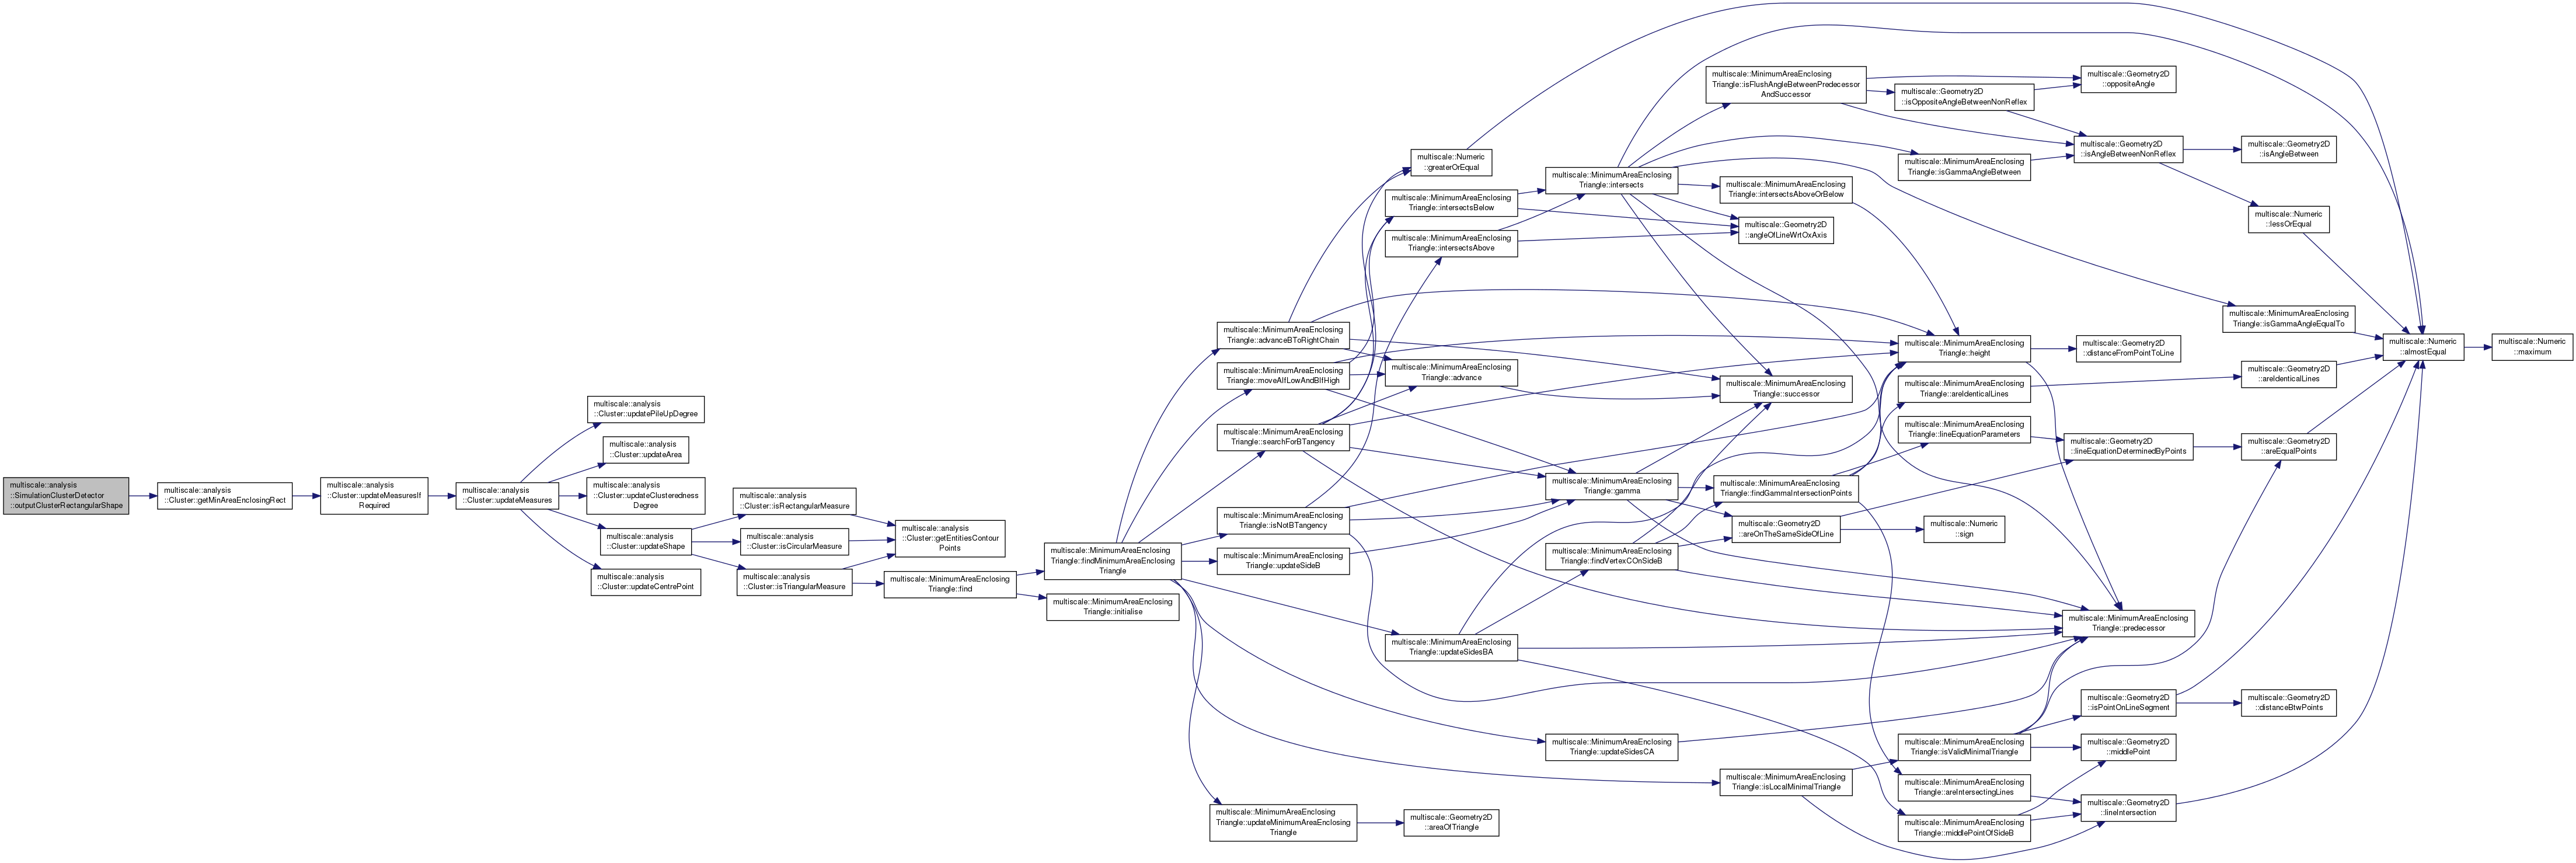 multiscale::analysis
::SimulationClusterDetector
::outputClusterRectangularShape
multiscale::analysis
::Cluster::getMinAreaEnclosingRect
multiscale::analysis
::Cluster::updateMeasuresIf
Required
multiscale::analysis
::Cluster::updateMeasures
multiscale::analysis
::Cluster::updatePileUpDegree
multiscale::analysis
::Cluster::updateArea
multiscale::analysis
::Cluster::updateClusteredness
Degree
multiscale::analysis
::Cluster::updateShape
multiscale::analysis
::Cluster::updateCentrePoint
multiscale::analysis
::Cluster::isRectangularMeasure
multiscale::analysis
::Cluster::isCircularMeasure
multiscale::analysis
::Cluster::isTriangularMeasure
multiscale::analysis
::Cluster::getEntitiesContour
Points
multiscale::MinimumAreaEnclosing
Triangle::find
multiscale::MinimumAreaEnclosing
Triangle::findMinimumAreaEnclosing
Triangle
multiscale::MinimumAreaEnclosing
Triangle::initialise
multiscale::MinimumAreaEnclosing
Triangle::advanceBToRightChain
multiscale::MinimumAreaEnclosing
Triangle::moveAIfLowAndBIfHigh
multiscale::MinimumAreaEnclosing
Triangle::searchForBTangency
multiscale::MinimumAreaEnclosing
Triangle::isNotBTangency
multiscale::MinimumAreaEnclosing
Triangle::updateSideB
multiscale::MinimumAreaEnclosing
Triangle::updateMinimumAreaEnclosing
Triangle
multiscale::Numeric
::greaterOrEqual
multiscale::MinimumAreaEnclosing
Triangle::intersectsBelow
multiscale::MinimumAreaEnclosing
Triangle::intersectsAbove
multiscale::MinimumAreaEnclosing
Triangle::advance
multiscale::MinimumAreaEnclosing
Triangle::updateSidesBA
multiscale::Geometry2D
::areaOfTriangle
multiscale::MinimumAreaEnclosing
Triangle::intersects
multiscale::MinimumAreaEnclosing
Triangle::gamma
multiscale::MinimumAreaEnclosing
Triangle::findVertexCOnSideB
multiscale::MinimumAreaEnclosing
Triangle::updateSidesCA
multiscale::MinimumAreaEnclosing
Triangle::isFlushAngleBetweenPredecessor
AndSuccessor
multiscale::MinimumAreaEnclosing
Triangle::intersectsAboveOrBelow
multiscale::Geometry2D
::angleOfLineWrtOxAxis
multiscale::MinimumAreaEnclosing
Triangle::successor
multiscale::MinimumAreaEnclosing
Triangle::findGammaIntersectionPoints
multiscale::Geometry2D
::areOnTheSameSideOfLine
multiscale::MinimumAreaEnclosing
Triangle::isLocalMinimalTriangle
multiscale::Geometry2D
::isOppositeAngleBetweenNonReflex
multiscale::MinimumAreaEnclosing
Triangle::isGammaAngleBetween
multiscale::MinimumAreaEnclosing
Triangle::height
multiscale::MinimumAreaEnclosing
Triangle::areIdenticalLines
multiscale::MinimumAreaEnclosing
Triangle::lineEquationParameters
multiscale::Numeric
::sign
multiscale::MinimumAreaEnclosing
Triangle::isValidMinimalTriangle
multiscale::MinimumAreaEnclosing
Triangle::areIntersectingLines
multiscale::MinimumAreaEnclosing
Triangle::middlePointOfSideB
multiscale::Geometry2D
::oppositeAngle
multiscale::Geometry2D
::isAngleBetweenNonReflex
multiscale::Geometry2D
::distanceFromPointToLine
multiscale::Geometry2D
::lineEquationDeterminedByPoints
multiscale::MinimumAreaEnclosing
Triangle::predecessor
multiscale::Geometry2D
::isPointOnLineSegment
multiscale::Geometry2D
::middlePoint
multiscale::Geometry2D
::lineIntersection
multiscale::Geometry2D
::isAngleBetween
multiscale::Numeric
::lessOrEqual
multiscale::MinimumAreaEnclosing
Triangle::isGammaAngleEqualTo
multiscale::Geometry2D
::areIdenticalLines
multiscale::Geometry2D
::areEqualPoints
multiscale::Geometry2D
::distanceBtwPoints
multiscale::Numeric
::almostEqual
multiscale::Numeric
::maximum